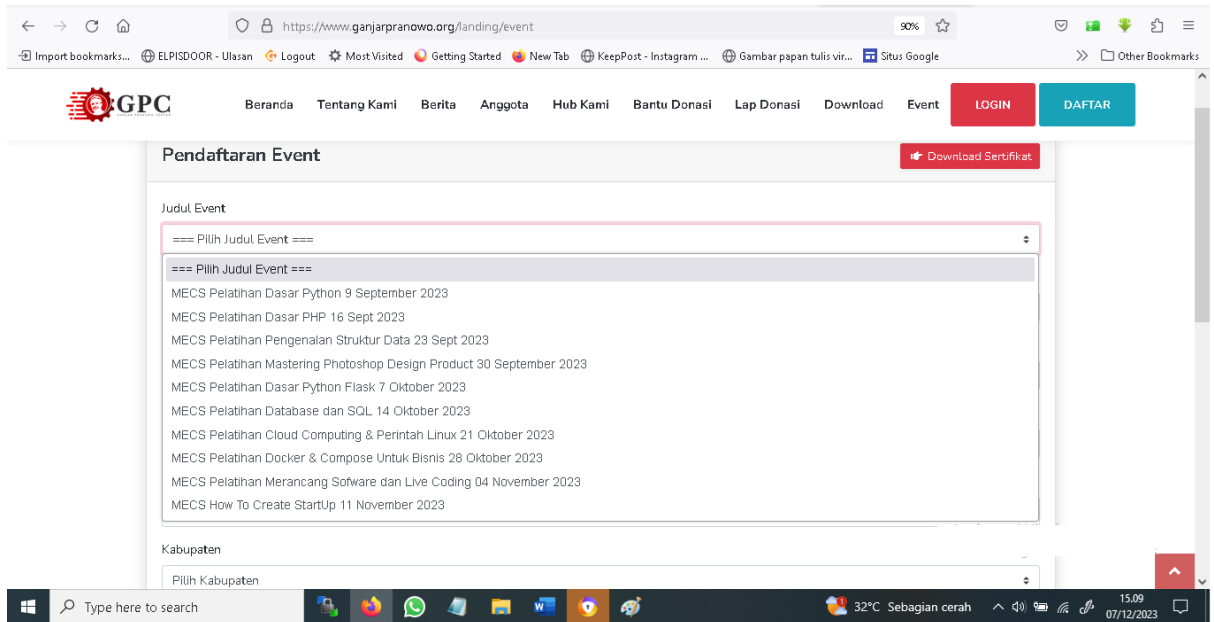 https://www.ganjarpranowo.org/landing/event
90%
Import bookmarks... ELPISDOOR - Ulasan Logout Most Visited Getting Started New Tab KeepPost - Instagram ... Gambar papan tulis vir... Situs Google Other Bookmarks
GPC Beranda Tentang Kami Berita Anggota Hub Kami Bantu Donasi Lap Donasi Download Event LOGIN DAFTAR
Pendaftaran Event
Download Sertifikat
Judul Event
=== Pilih Judul Event ===
=== Pilih Judul Event ===
MECS Pelatihan Dasar Python 9 September 2023
MECS Pelatihan Dasar PHP 16 Sept 2023
MECS Pelatihan Pengenalan Struktur Data 23 Sept 2023
MECS Pelatihan Mastering Photoshop Design Product 30 September 2023
MECS Pelatihan Dasar Python Flask 7 Oktober 2023
MECS Pelatihan Database dan SQL 14 Oktober 2023
MECS Pelatihan Cloud Computing & Perintah Linux 21 Oktober 2023
MECS Pelatihan Docker & Compose Untuk Bisnis 28 Oktober 2023
MECS Pelatihan Merancang Sofware dan Live Coding 04 November 2023
MECS How To Create StartUp 11 November 2023
Kabupaten
Pilih Kabupaten
Type here to search
32°C Sebagian cerah
15.09
07/12/2023